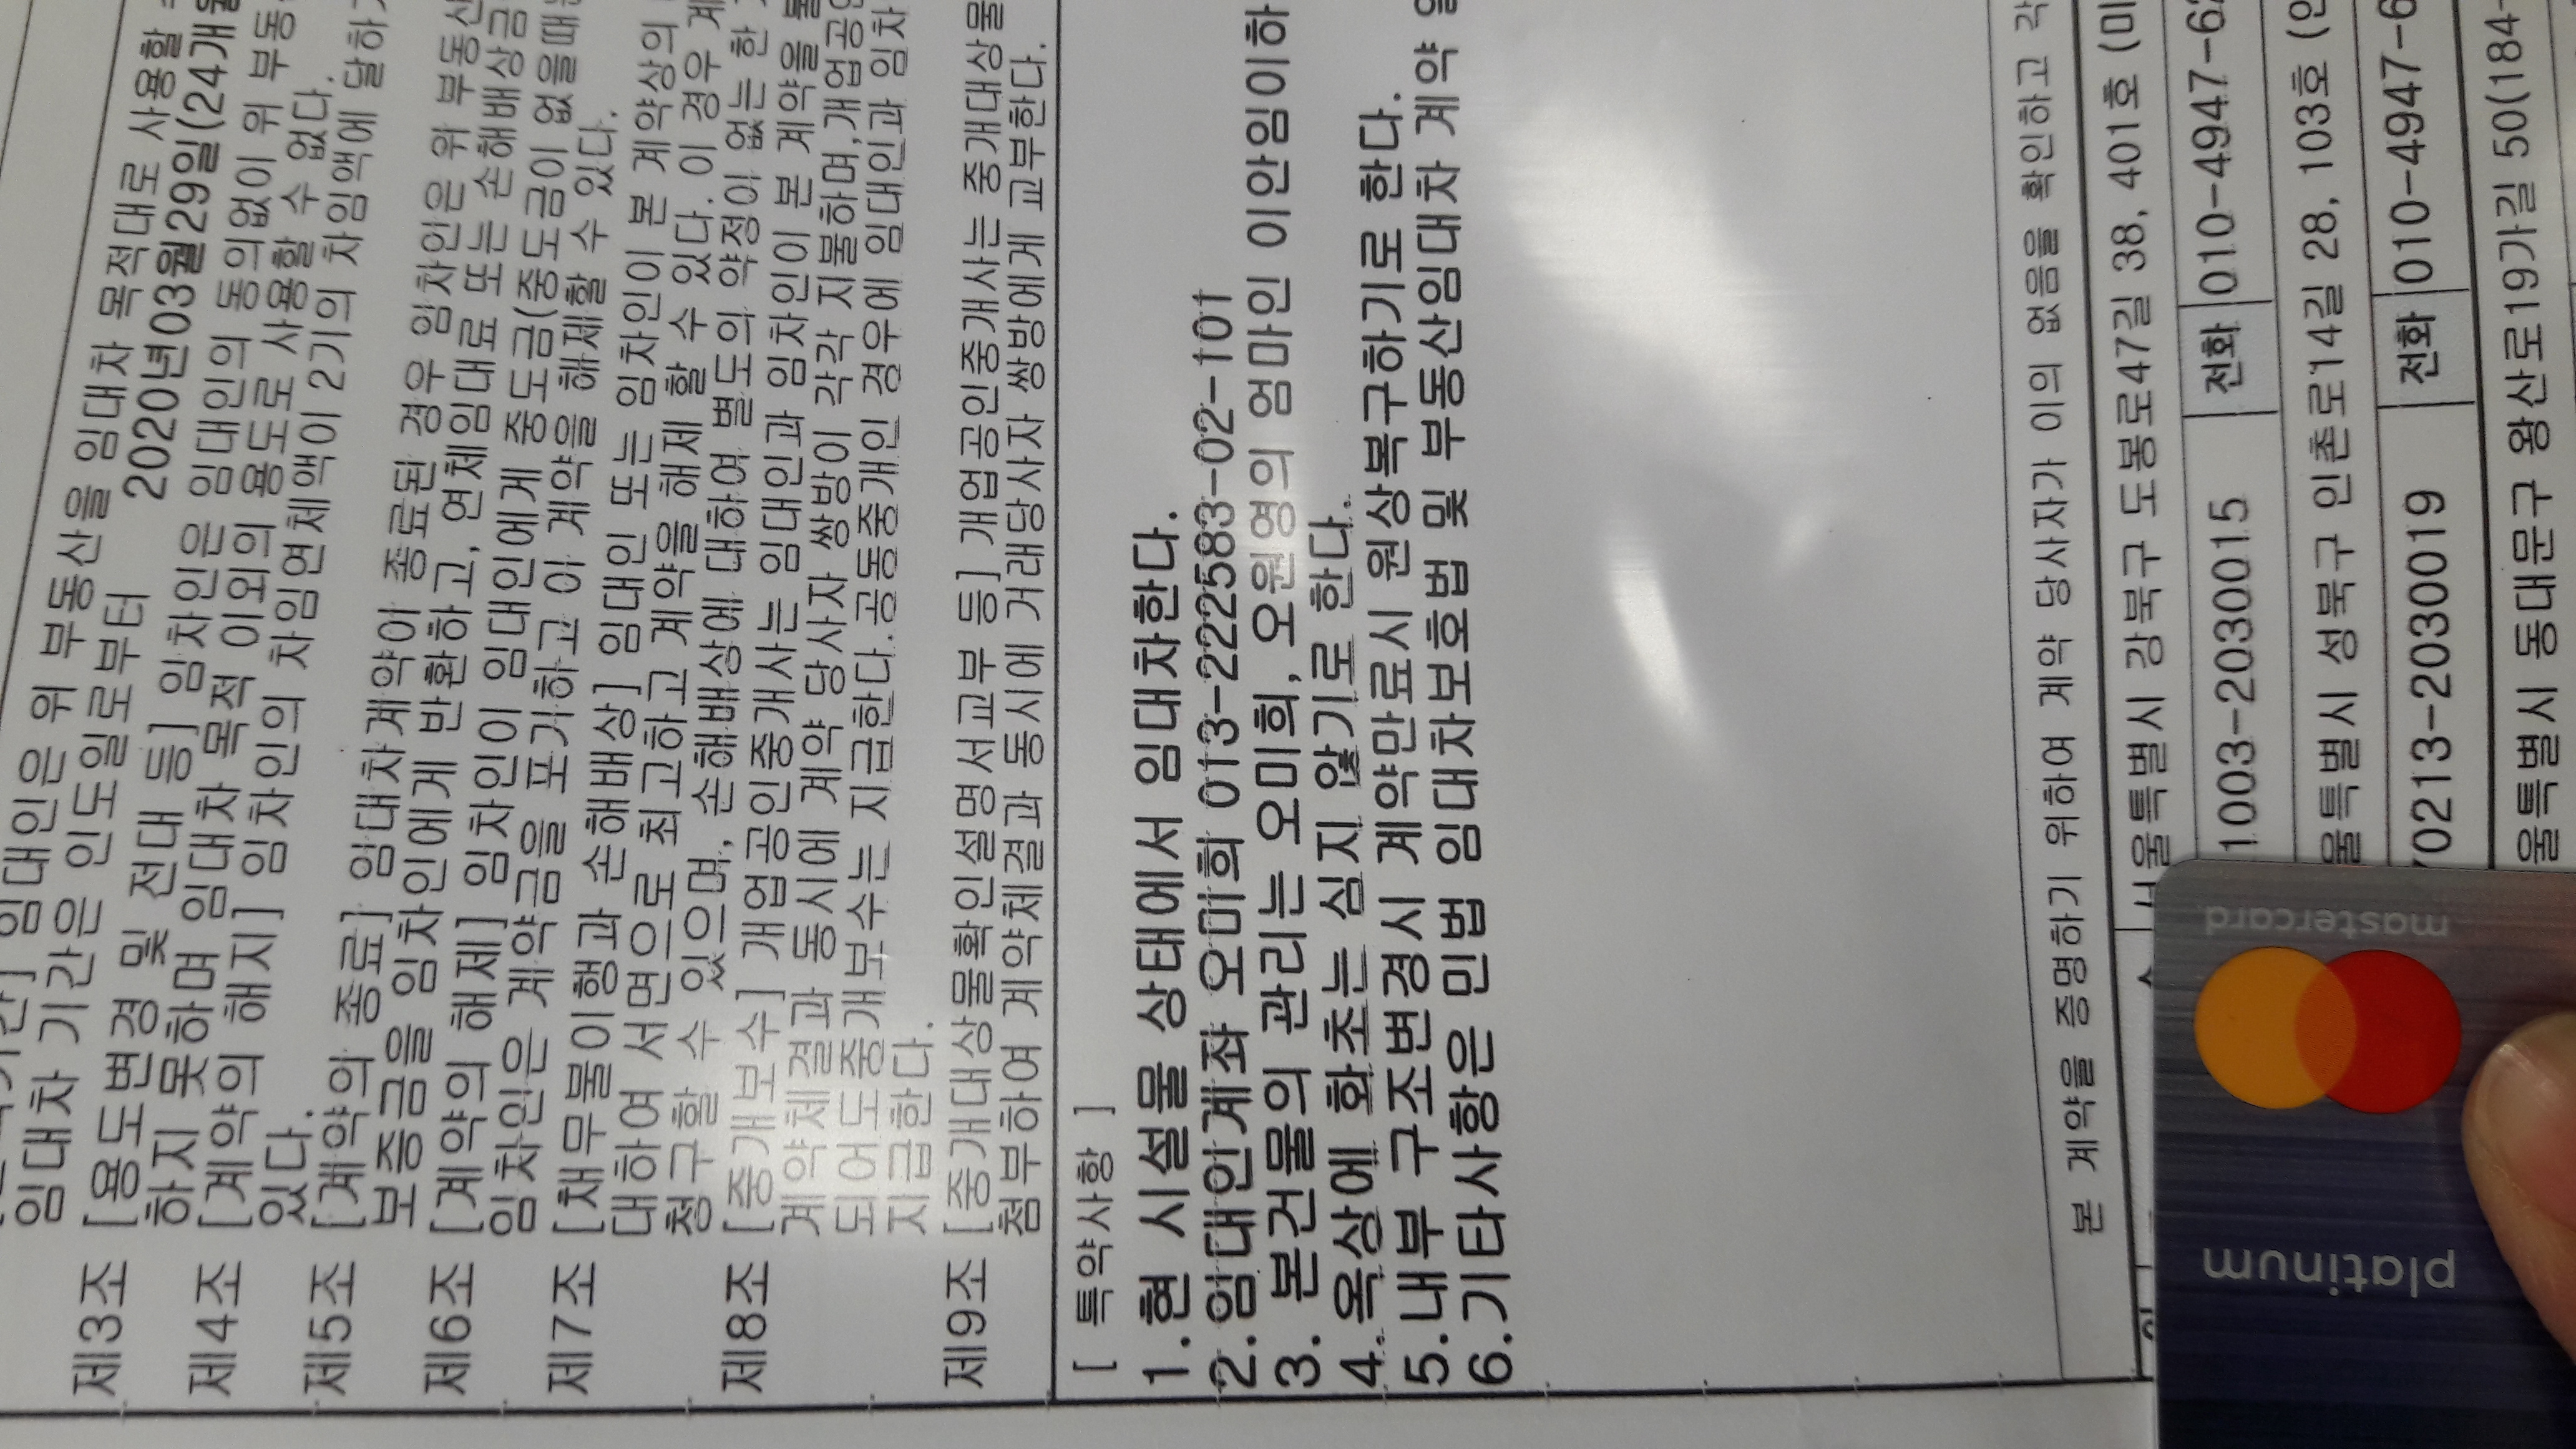 임대차 기간은 인도일로부터 2020년03월29일(24개월
제3조 [용도변경 및 전대 등] 임차인은 임대인의 동의없이 위 부동
하지 못하며 임대차 목적 이외의 용도로 사용할 수 없다.
제4조 [계약의 해지] 임차인의 차임연체액이 2기의 차임액에 달하
있다.
제5조 [계약의 종료] 임대차계약이 종료된 경우 임차인은 위 부동산
보증금을 임차인에게 반환하고, 연체임대료 또는 손해배상금
제6조 [계약의 해제] 임차인이 임대인에게 중도금(중도금이 없을때
임차인은 계약금을 포기하고 이 계약을 해제할 수 있다.
제7조 [채무불이행과 손해배상] 임대인 또는 임차인이 본 계약상의
대하여 서면으로 최고하고 계약을 해제 할 수 있다. 이 경우 계
청구할 수 있으며, 손해배상에 대하여 별도의 약정이 없는 한
제8조 [중개보수] 개업공인중개사는 임대인과 임차인이 본 계약을
계약체결과 동시에 계약 당사자 쌍방이 각각 지불하며,개업공인
되어도중개보수는 지급한다.공동중개인 경우에 임대인과 임차
지급한다.
제9조 [중개대상물확인설명서교부 등] 개업공인중개사는 중개대상물
첨부하여 계약체결과 동시에 거래당사자 쌍방에게 교부한다.
[ 특약사항 ]
1.현 시설물 상태에서 임대차한다.
2.임대인계좌 오미희 013-222583-02-101
3. 본건물의 관리는 오미희, 오원영의 엄마인 이안임이하
4.옥상에 화초는 심지 않기로 한다.
5.내부 구조변경시 계약만료시 원상복구하기로 한다.
6.기타사항은 민법 임대차보호법 및 부동산임대차 계약 일
본 계약을 증명하기 위하여 계약 당사자가 이의 없음을 확인하고 각
서울특별시 강북구 도봉로47길 38, 401호 (미
1003-2030015 전화 010-4947-62
울특별시 성북구 인촌로14길 28, 103호 (인
70213-2030019 전화 010-4947-6
울특별시 동대문구 왕산로19가길 50(184-
mastercard
platinum